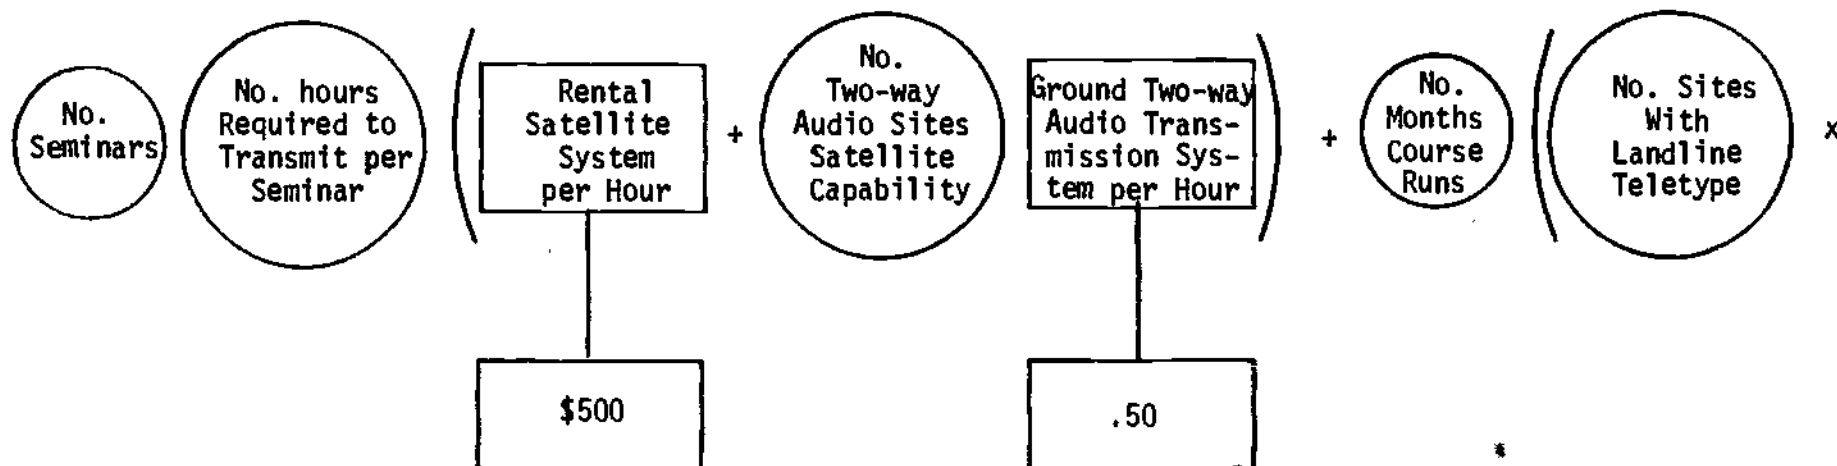 No.
Seminars
No. hours
Required to
Transmit per
Seminar
(
Rental
Satellite
System
per Hour
+
No.
Two-way
Audio Sites
Satellite
Capability
Ground Two-way
Audio Trans-
mission Sys-
tem per Hour
)
+
No.
Months
Course
Runs
(
No. Sites
With
Landline
Teletype
x
$500
.50